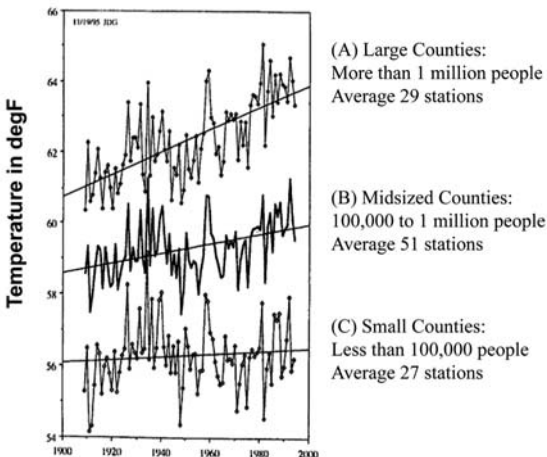 66
11/19/95 JDG
64
62
60
58
56
54
Temperature in degF
1900
1920
1940
1960
1980
2000
(A) Large Counties:
More than 1 million people
Average 29 stations
(B) Midsized Counties:
100,000 to 1 million people
Average 51 stations
(C) Small Counties:
Less than 100,000 people
Average 27 stations